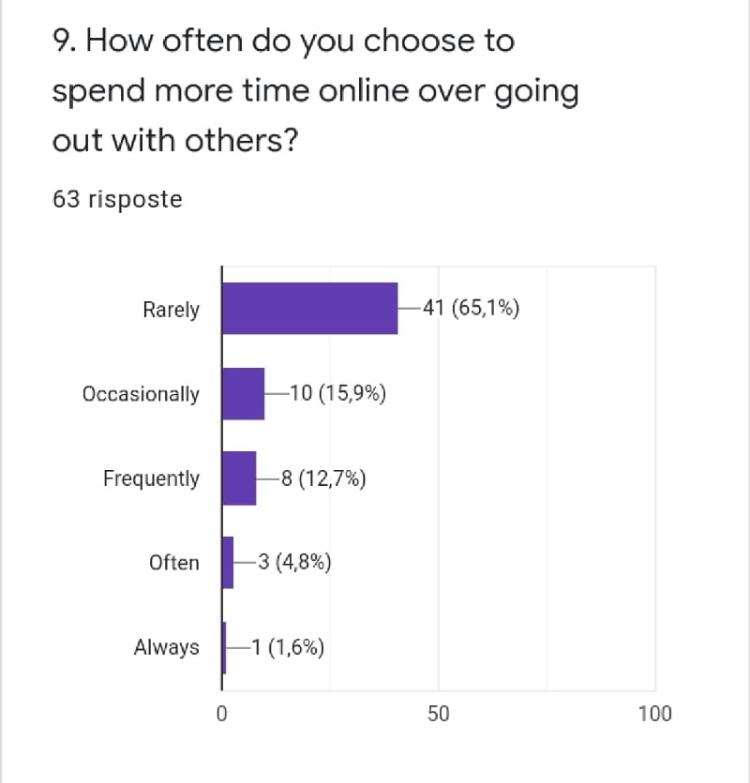 9. How often do you choose to
spend more time online over going
out with others?
63 risposte
Rarely
41 (65,1%)
Occasionally
10 (15,9%)
Frequently
8 (12,7%)
Often
3 (4,8%)
Always
1 (1,6%)
0
50
100